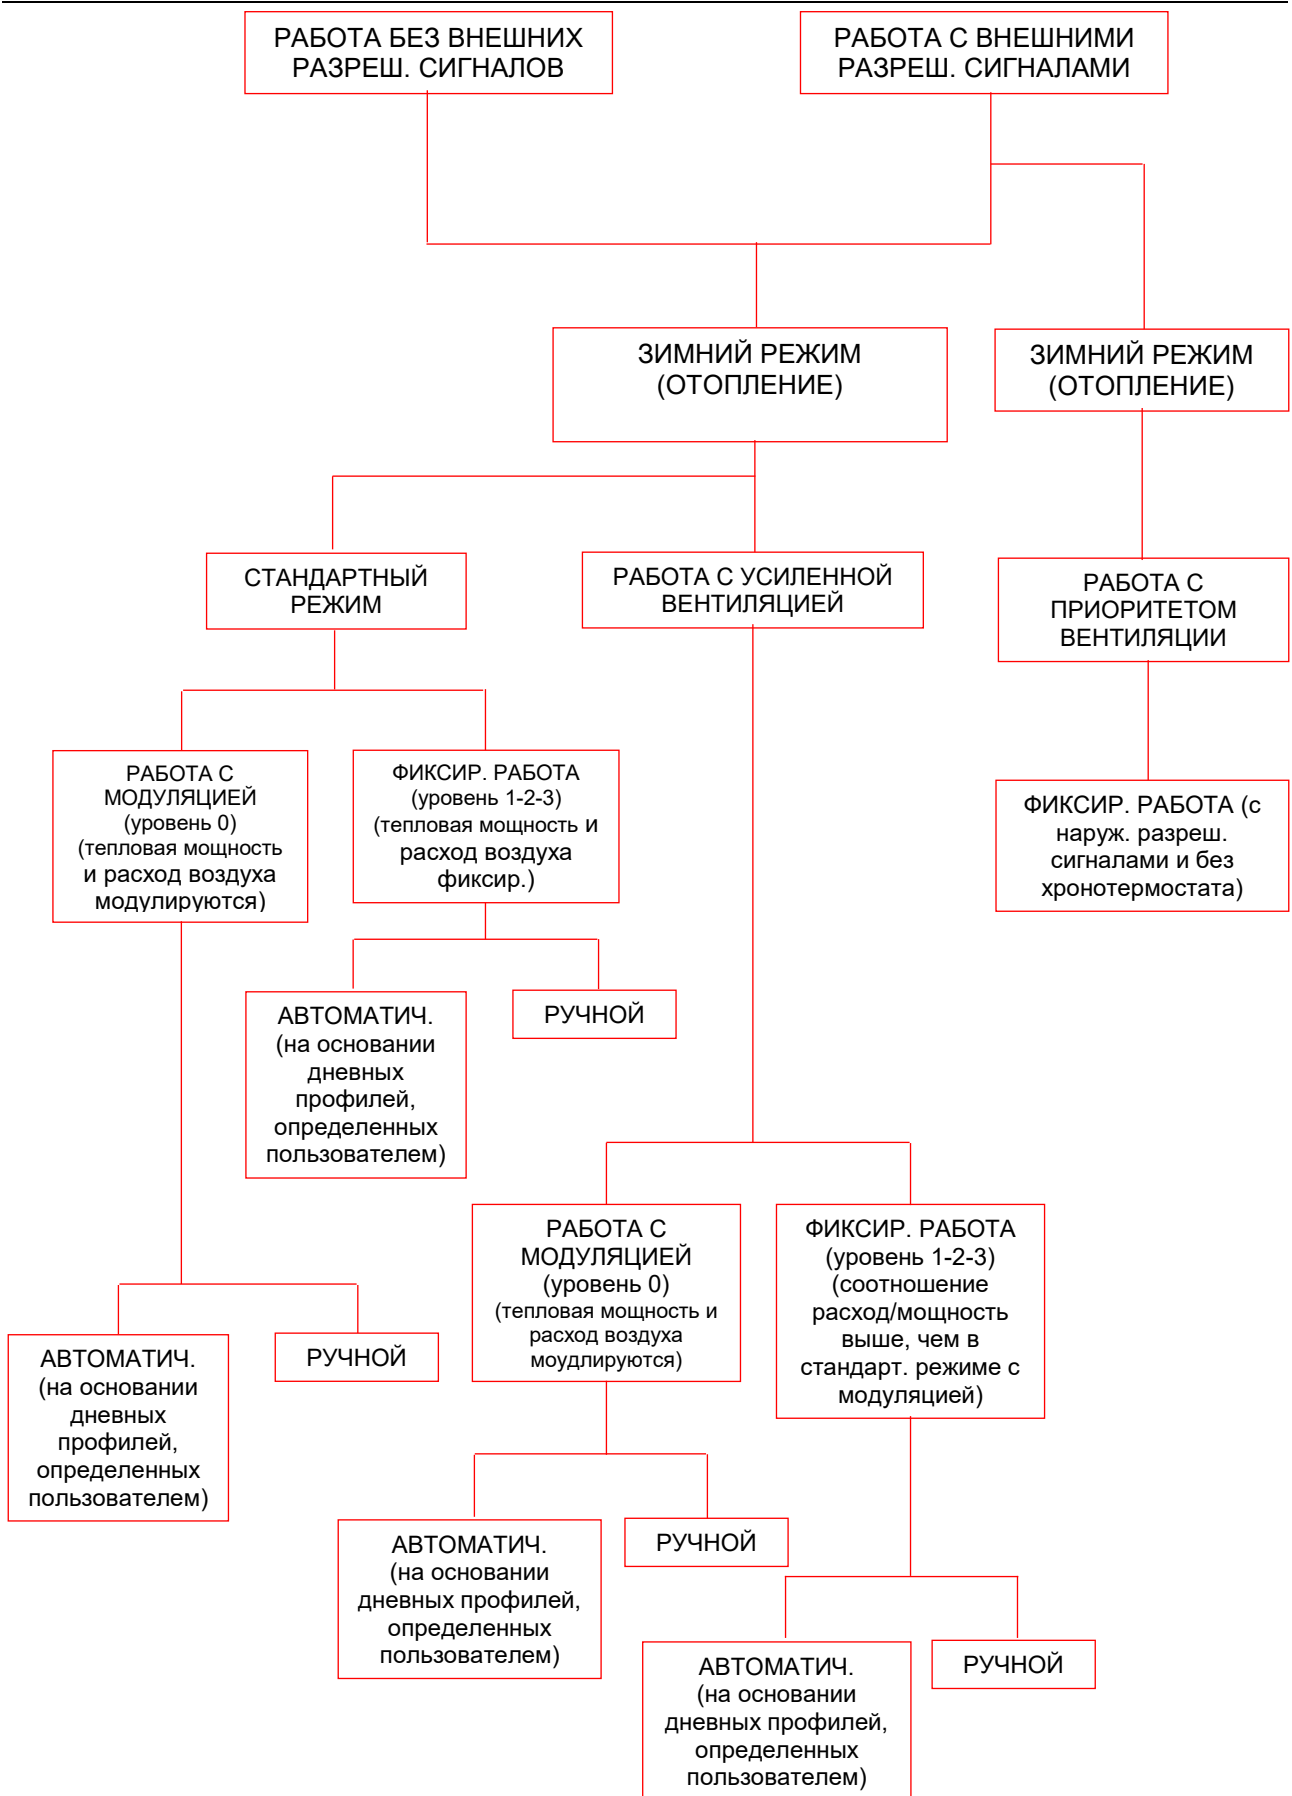 РАБОТА БЕЗ ВНЕШНИХ
РАЗРЕШ. СИГНАЛОВ
РАБОТА С ВНЕШНИМИ
РАЗРЕШ. СИГНАЛАМИ
ЗИМНИЙ РЕЖИМ
(ОТОПЛЕНИЕ)
ЗИМНИЙ РЕЖИМ
(ОТОПЛЕНИЕ)
СТАНДАРТНЫЙ
РЕЖИМ
РАБОТА С УСИЛЕННОЙ
ВЕНТИЛЯЦИЕЙ
РАБОТА С
ПРИОРИТЕТОМ
ВЕНТИЛЯЦИИ
РАБОТА С
МОДУЛЯЦИЕЙ
(уровень 0)
(тепловая мощность
и расход воздуха
модулируются)
ФИКСИР. РАБОТА
(уровень 1-2-3)
(тепловая мощность и
расход воздуха
фиксир.)
ФИКСИР. РАБОТА (с
наруж. разреш.
сигналами и без
хронотермостата)
АВТОМАТИЧ.
(на основании
дневных
профилей,
определенных
пользователем)
РУЧНОЙ
РАБОТА С
МОДУЛЯЦИЕЙ
(уровень 0)
(тепловая мощность и
расход воздуха
моудлируются)
ФИКСИР. РАБОТА
(уровень 1-2-3)
(соотношение
расход/мощность
выше, чем в
стандарт. режиме с
модуляцией)
АВТОМАТИЧ.
(на основании
дневных
профилей,
определенных
пользователем)
РУЧНОЙ
АВТОМАТИЧ.
(на основании
дневных профилей,
определенных
пользователем)
РУЧНОЙ
АВТОМАТИЧ.
(на основании
дневных профилей,
определенных
пользователем)
РУЧНОЙ